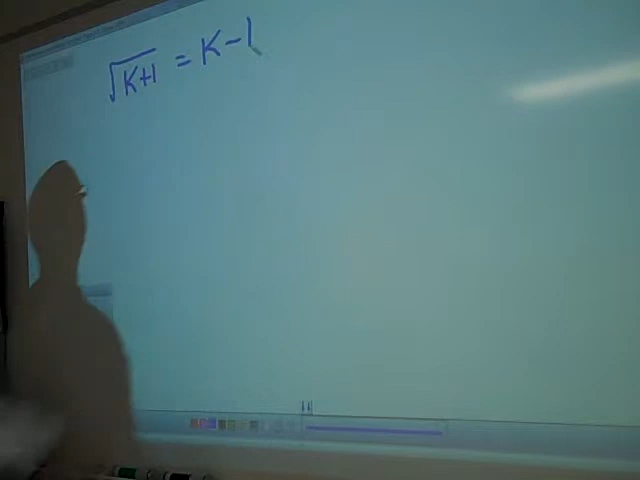 √K+1 = K-1